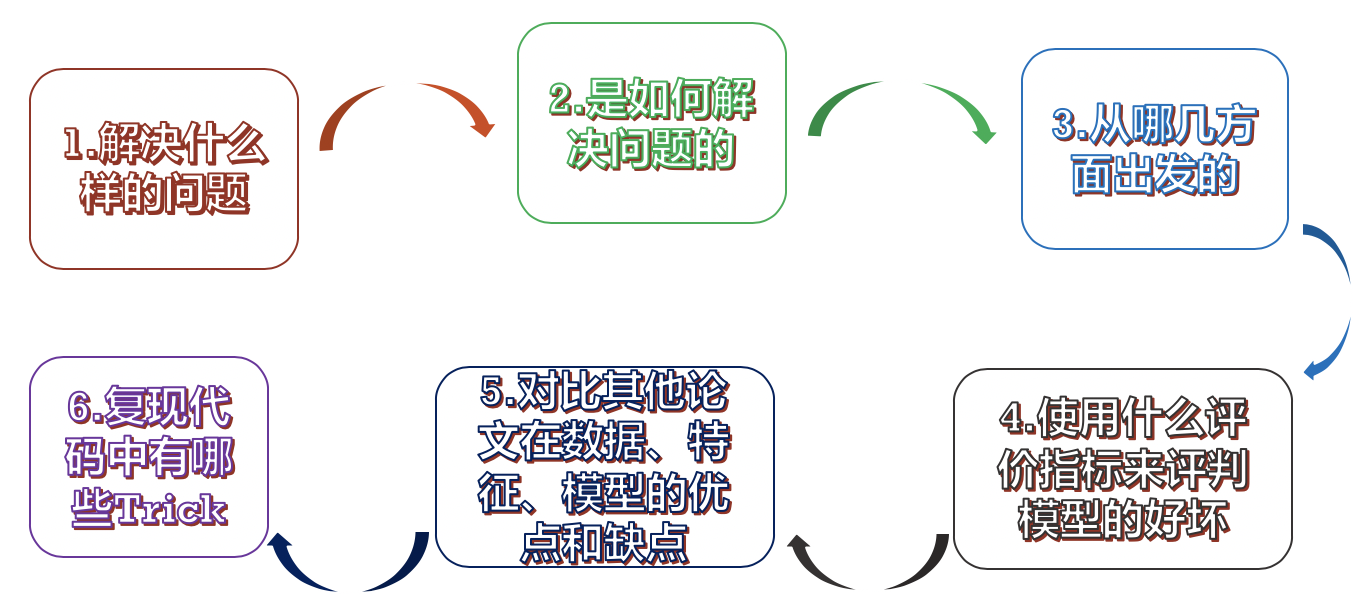 1.解决什么
样的问题
2.是如何解
决问题的
3.从哪几方
面出发的
4.使用什么评
价指标来评判
模型的好坏
5.对比其他论
文在数据、特
征、模型的优
点和缺点
6.复现代
码中有哪
些Trick